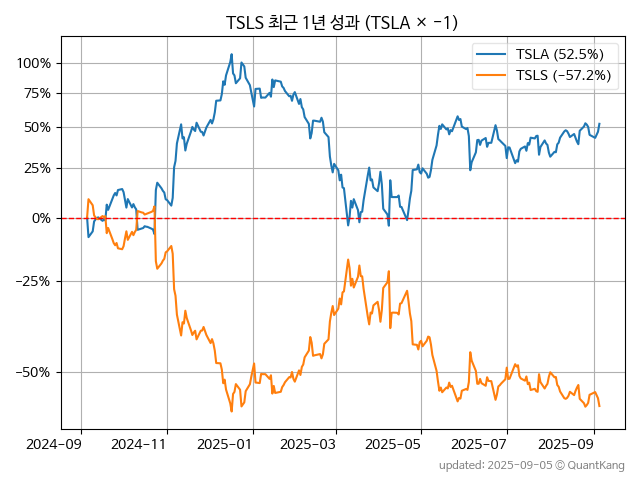 TSLS 최근 1년 성과 (TSLA × −1)
TSLA (52.5%)
TSLS (−57.2%)
100%
75%
50%
25%
0%
−25%
−50%
2024-09 2024-11 2025-01 2025-03 2025-05 2025-07 2025-09
updated: 2025-09-05 © QuantKang